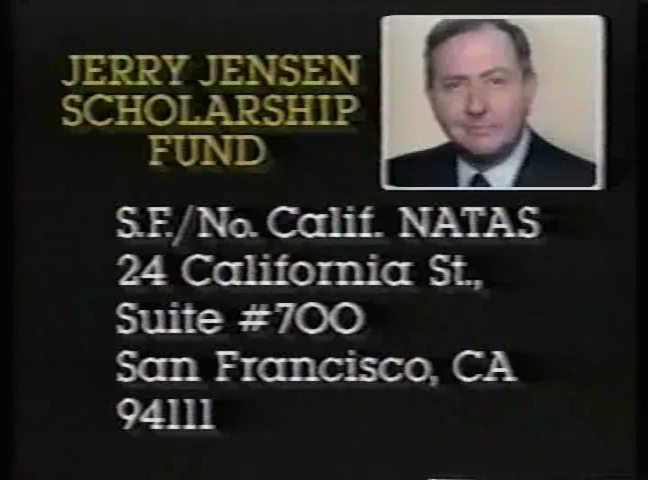 JERRY JENSEN
SCHOLARSHIP
FUND
S.F./No. Calif. NATAS
24 California St.,
Suite #700
San Francisco, CA
94111